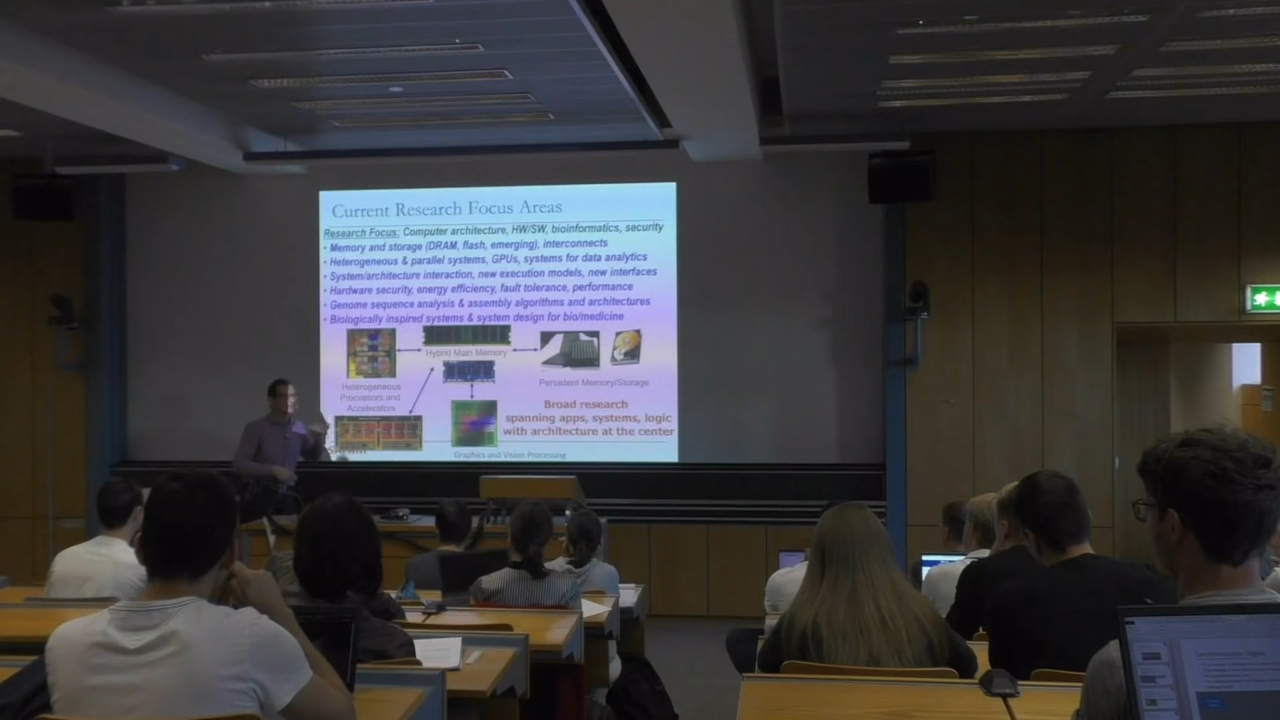 Current Research Focus Areas
Research Focus: Computer architecture, HW/SW, bioinformatics, security
• Memory and storage (DRAM, flash, emerging), interconnects
• Heterogeneous & parallel systems, GPUs, systems for data analytics
• System/architecture interaction, new execution models, new interfaces
• Hardware security, energy efficiency, fault tolerance, performance
• Genome sequence analysis & assembly algorithms and architectures
• Biologically inspired systems & system design for bio/medicine
Hybrid Main Memory
Heterogeneous
Processors and
Accelerators
Persistent Memory/Storage
Broad research
spanning apps, systems, logic
with architecture at the center
Graphics and Vision Processing